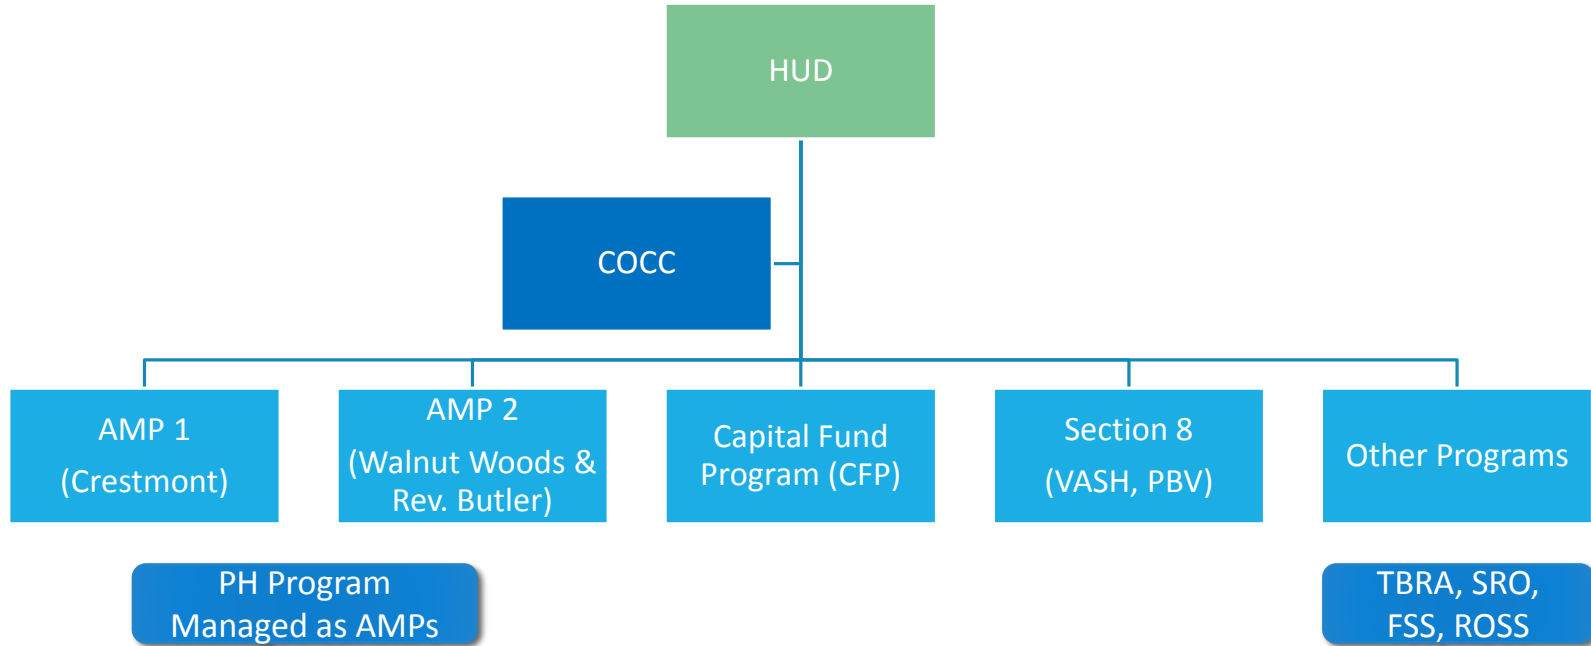 HUD
COCC
AMP 1
(Crestmont)
AMP 2
(Walnut Woods &
Rev. Butler)
Capital Fund
Program (CFP)
Section 8
(VASH, PBV)
Other Programs
PH Program
Managed as AMPs
TBRA, SRO,
FSS, ROSS